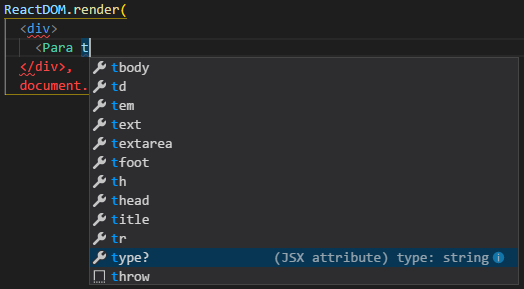 ReactDOM.render(
<div>
<Para t
</div>,
document.
tbody
td
tem
text
textarea
tfoot
th
thead
title
tr
type? (JSX attribute) type: string
throw